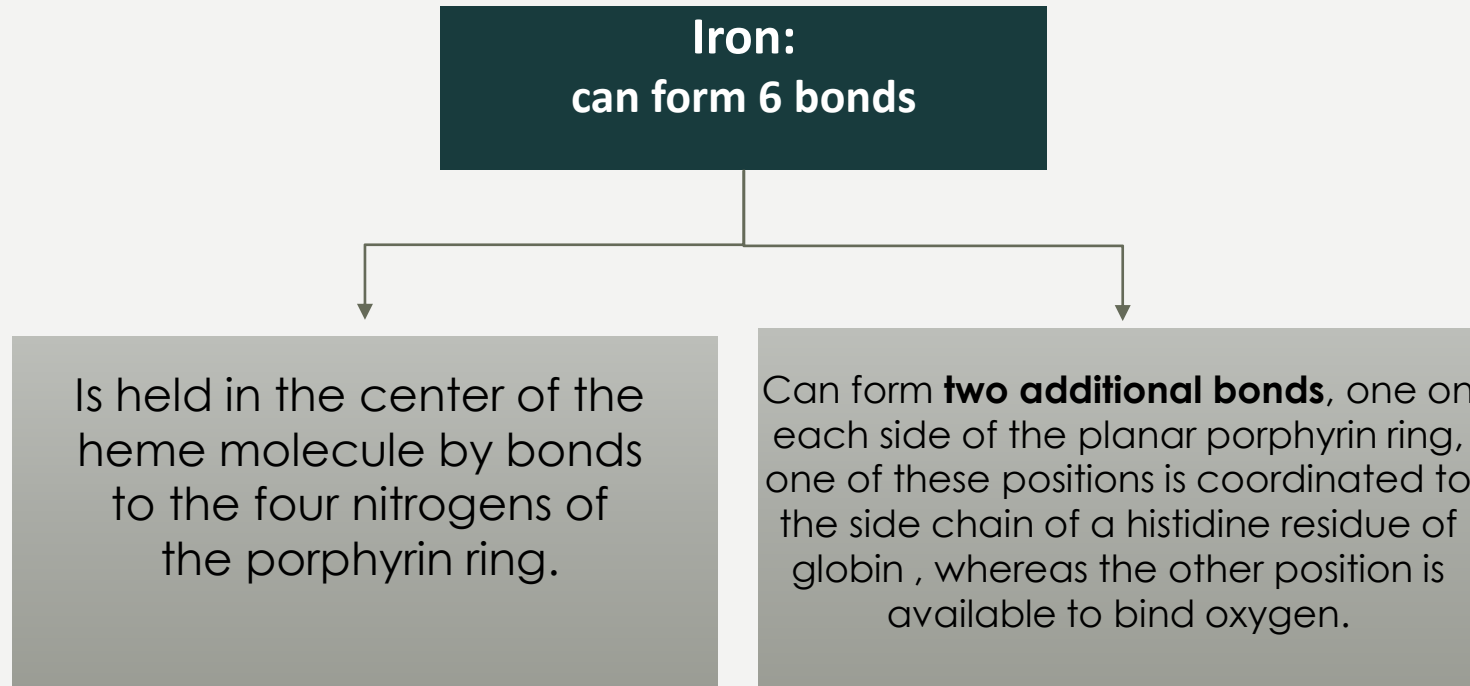 Iron:
can form 6 bonds
Is held in the center of the
heme molecule by bonds
to the four nitrogens of
the porphyrin ring.
Can form two additional bonds, one on
each side of the planar porphyrin ring,
one of these positions is coordinated to
the side chain of a histidine residue of
globin , whereas the other position is
available to bind oxygen.